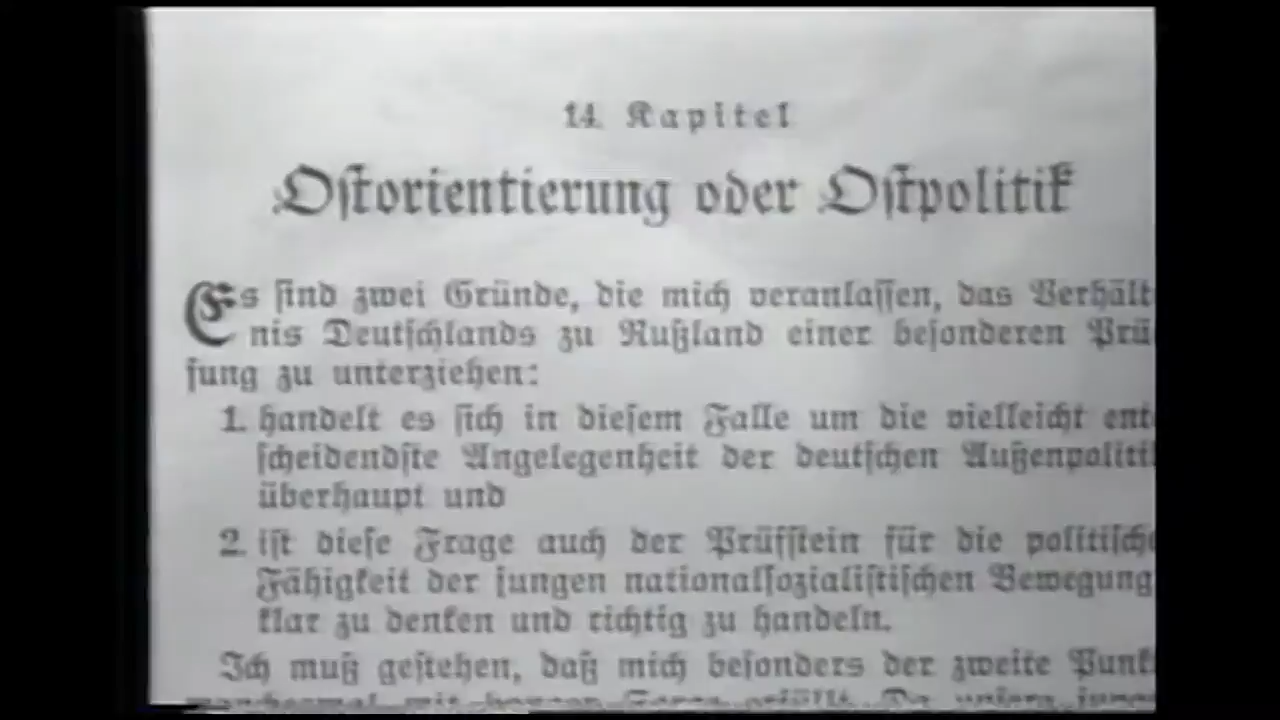 14. Kapitel
Ostorientierung oder Ostpolitik
Es sind zwei Gründe, die mich veranlassen, das Verhält
nis Deutschlands zu Rußland einer besonderen Prü
fung zu unterziehen:
1. handelt es sich in diesem Falle um die vielleicht ent
scheidendste Angelegenheit der deutschen Außenpolitik
überhaupt und
2. ist diese Frage auch der Prüfstein für die politische
Fähigkeit der jungen nationalsozialistischen Bewegung
klar zu denken und richtig zu handeln.
Ich muß gestehen, daß mich besonders der zweite Punkt